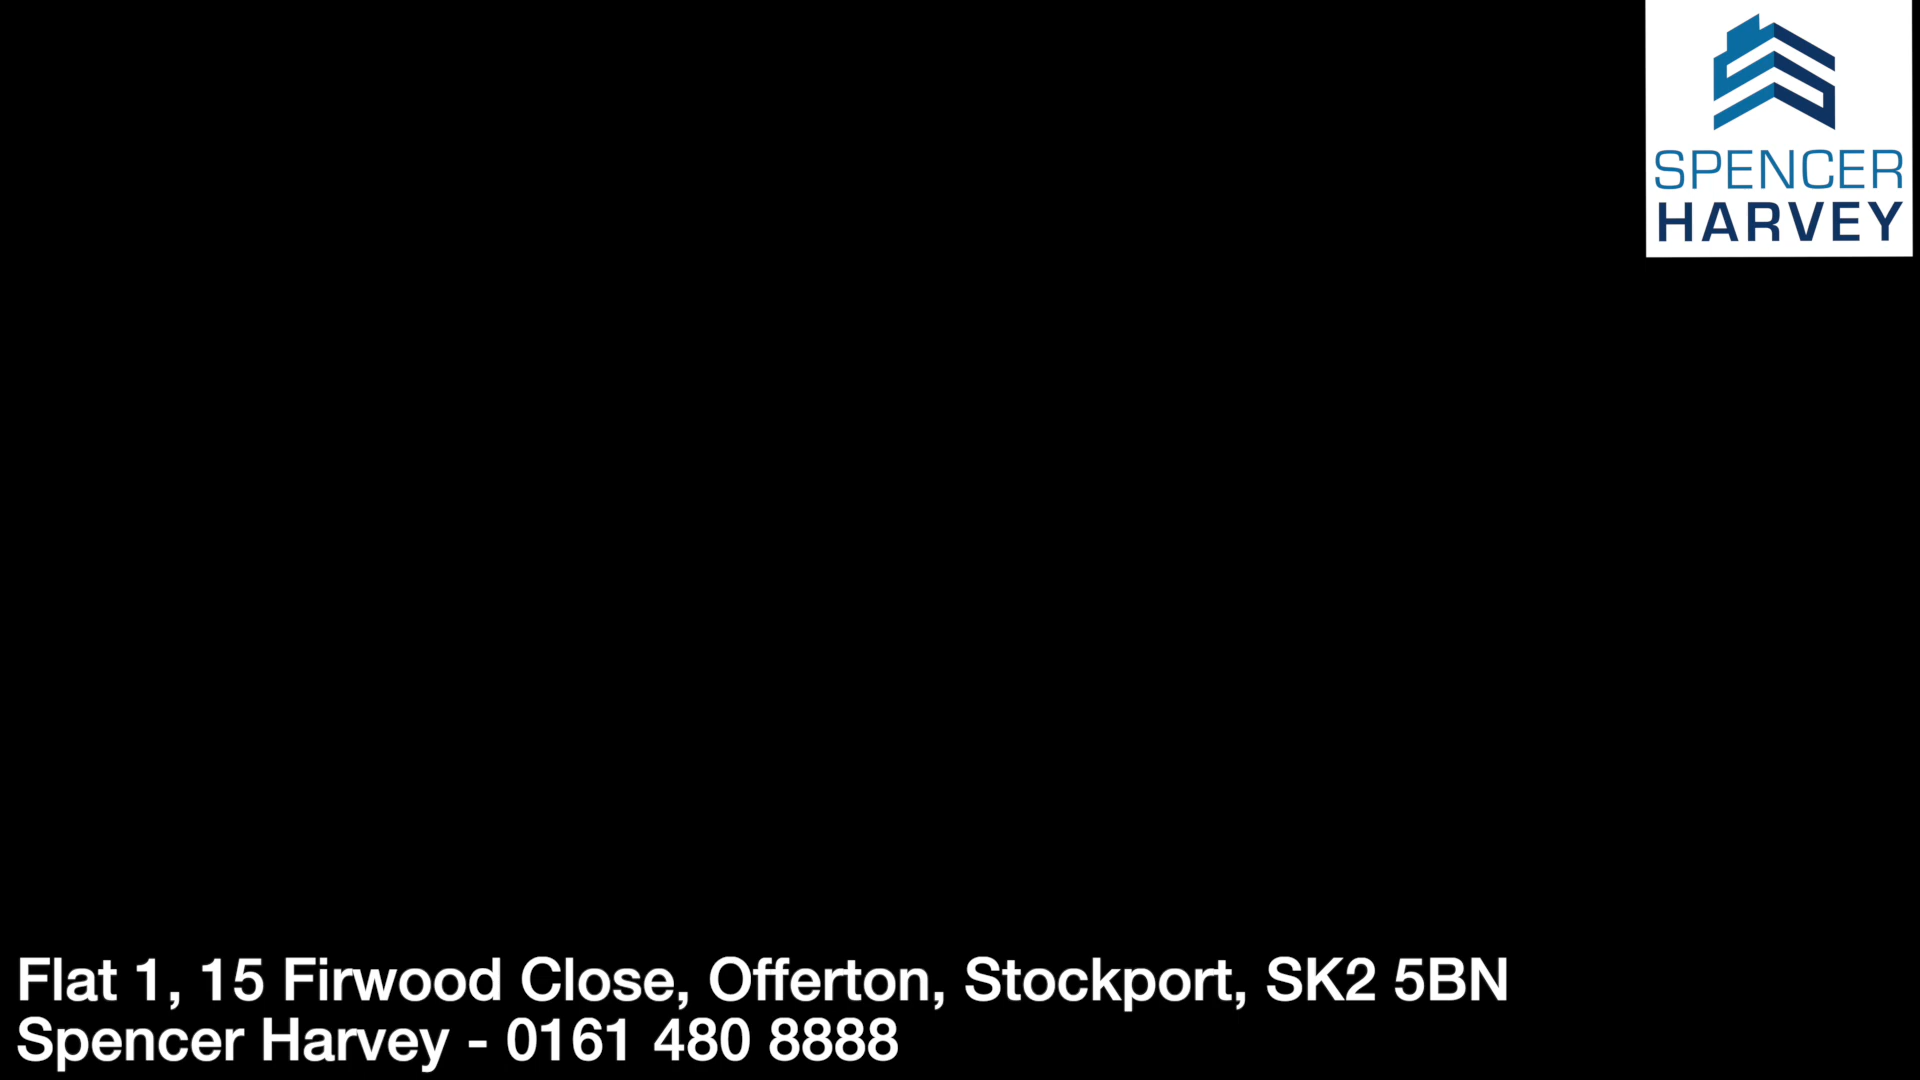 SPENCER
HARVEY
Flat 1, 15 Firwood Close, Offerton, Stockport, SK2 5BN
Spencer Harvey - 0161 480 8888